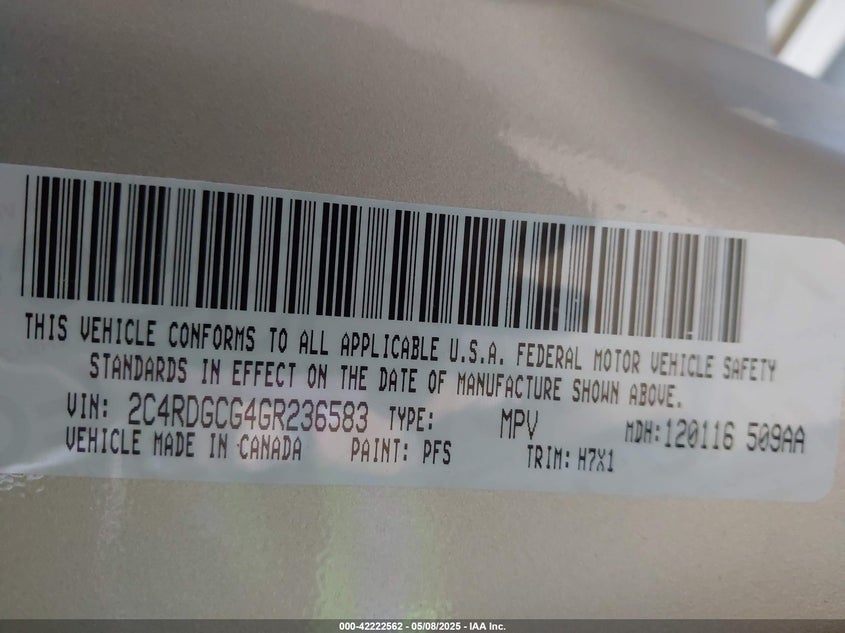 THIS VEHICLE CONFORMS TO ALL APPLICABLE U.S.A. FEDERAL MOTOR VEHICLE SAFETY
STANDARDS IN EFFECT ON THE DATE OF MANUFACTURE SHOWN ABOVE.
VIN: 2C4RDGCG4GR236583 TYPE: MPV MDH:120116 509AA
VEHICLE MADE IN CANADA PAINT: PFS TRIM: H7X1
000-42222562 - 05/08/2025 - IAA Inc.